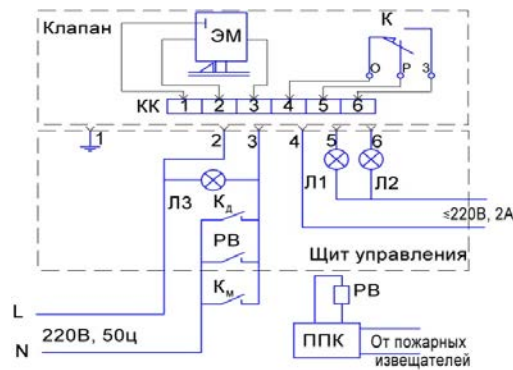 Клапан
ЭМ
К
О Р З
КК 1 2 3 4 5 6
1 2 3 4 5 6
Л3 Л1 Л2
Кд
≤220В, 2А
РВ
Щит управления
Км
L
РВ
220В, 50ц
ППК
От пожарных
N
извещателей